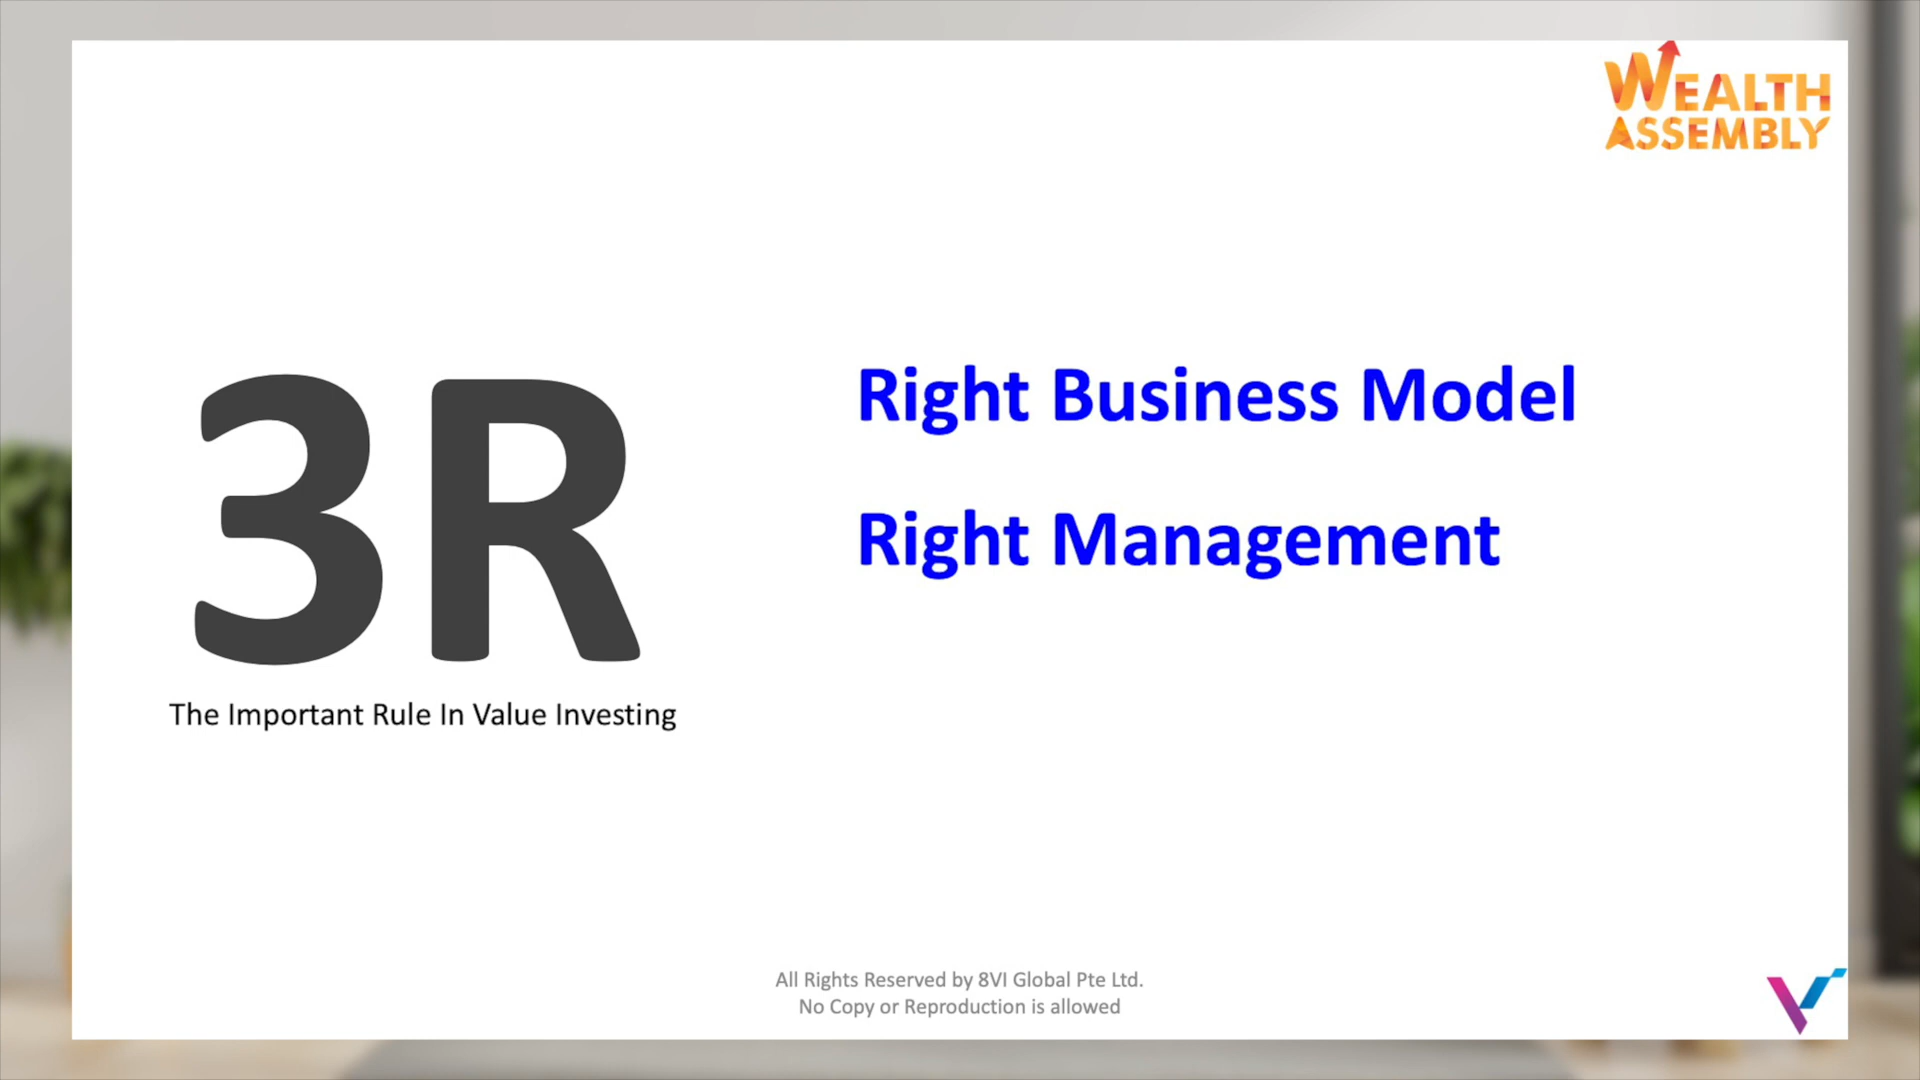 WEALTH
ASSEMBLY
3R
The Important Rule In Value Investing
Right Business Model
Right Management
All Rights Reserved by 8VI Global Pte Ltd.
No Copy or Reproduction is allowed